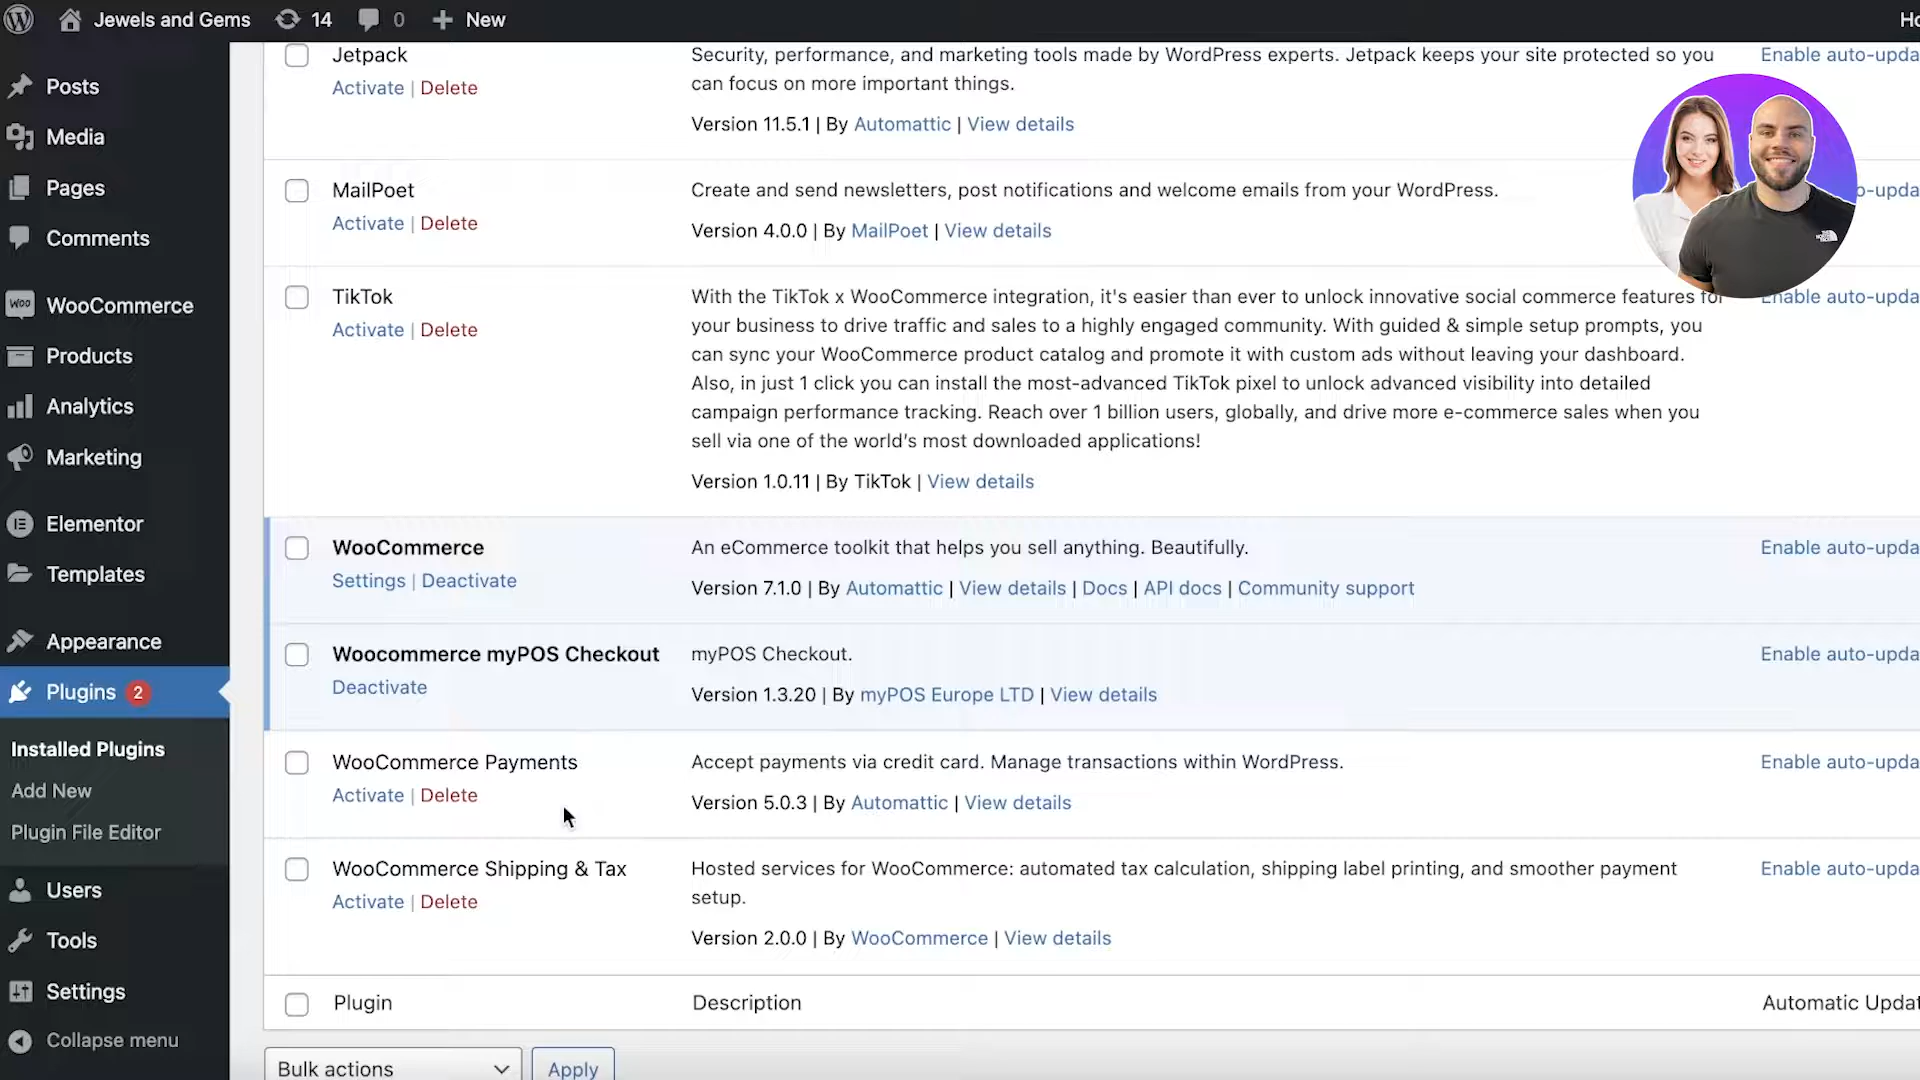 Jewels and Gems 14 0 New Ho
Posts
Media
Pages
Comments
WOO WooCommerce
Products
Analytics
Marketing
Elementor
Templates
Appearance
Plugins 2
Installed Plugins
Add New
Plugin File Editor
Users
Tools
Settings
Collapse menu
Jetpack
Activate | Delete
Security, performance, and marketing tools made by WordPress experts. Jetpack keeps your site protected so you
can focus on more important things.
Version 11.5.1 | By Automattic | View details
Enable auto-upda
MailPoet
Activate | Delete
Create and send newsletters, post notifications and welcome emails from your WordPress.
Version 4.0.0 | By MailPoet | View details
o-upda
TikTok
Activate | Delete
With the TikTok x WooCommerce integration, it's easier than ever to unlock innovative social commerce features for
your business to drive traffic and sales to a highly engaged community. With guided & simple setup prompts, you
can sync your WooCommerce product catalog and promote it with custom ads without leaving your dashboard.
Also, in just 1 click you can install the most-advanced TikTok pixel to unlock advanced visibility into detailed
campaign performance tracking. Reach over 1 billion users, globally, and drive more e-commerce sales when you
sell via one of the world's most downloaded applications!
Version 1.0.11 | By TikTok | View details
Enable auto-upda
WooCommerce
Settings | Deactivate
An eCommerce toolkit that helps you sell anything. Beautifully.
Version 7.1.0 | By Automattic | View details | Docs | API docs | Community support
Enable auto-upda
Woocommerce myPOS Checkout
Deactivate
myPOS Checkout.
Version 1.3.20 | By myPOS Europe LTD | View details
Enable auto-upda
WooCommerce Payments
Activate | Delete
Accept payments via credit card. Manage transactions within WordPress.
Version 5.0.3 | By Automattic | View details
Enable auto-upda
WooCommerce Shipping & Tax
Activate | Delete
Hosted services for WooCommerce: automated tax calculation, shipping label printing, and smoother payment
setup.
Version 2.0.0 | By WooCommerce | View details
Enable auto-upda
Plugin
Description
Automatic Updat
Bulk actions
Apply